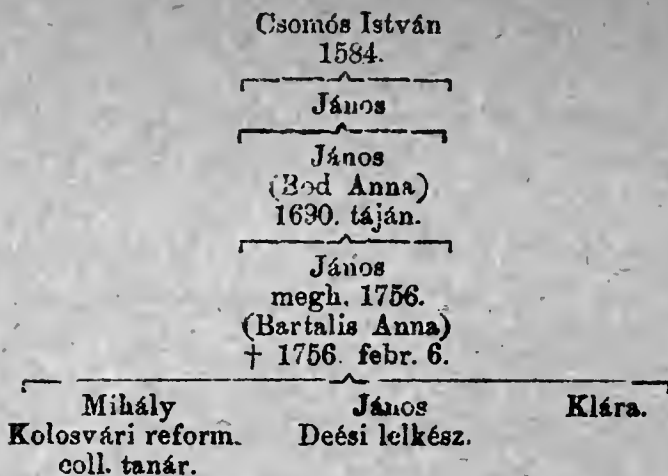 Csomós István
1584.
János
János
(Bod Anna)
1690. táján.
János
megh. 1756.
(Bartalis Anna)
† 1756. febr. 6.
Mihály János Klára.
Kolosvári reform. Deési lelkész.
coll. tanár.